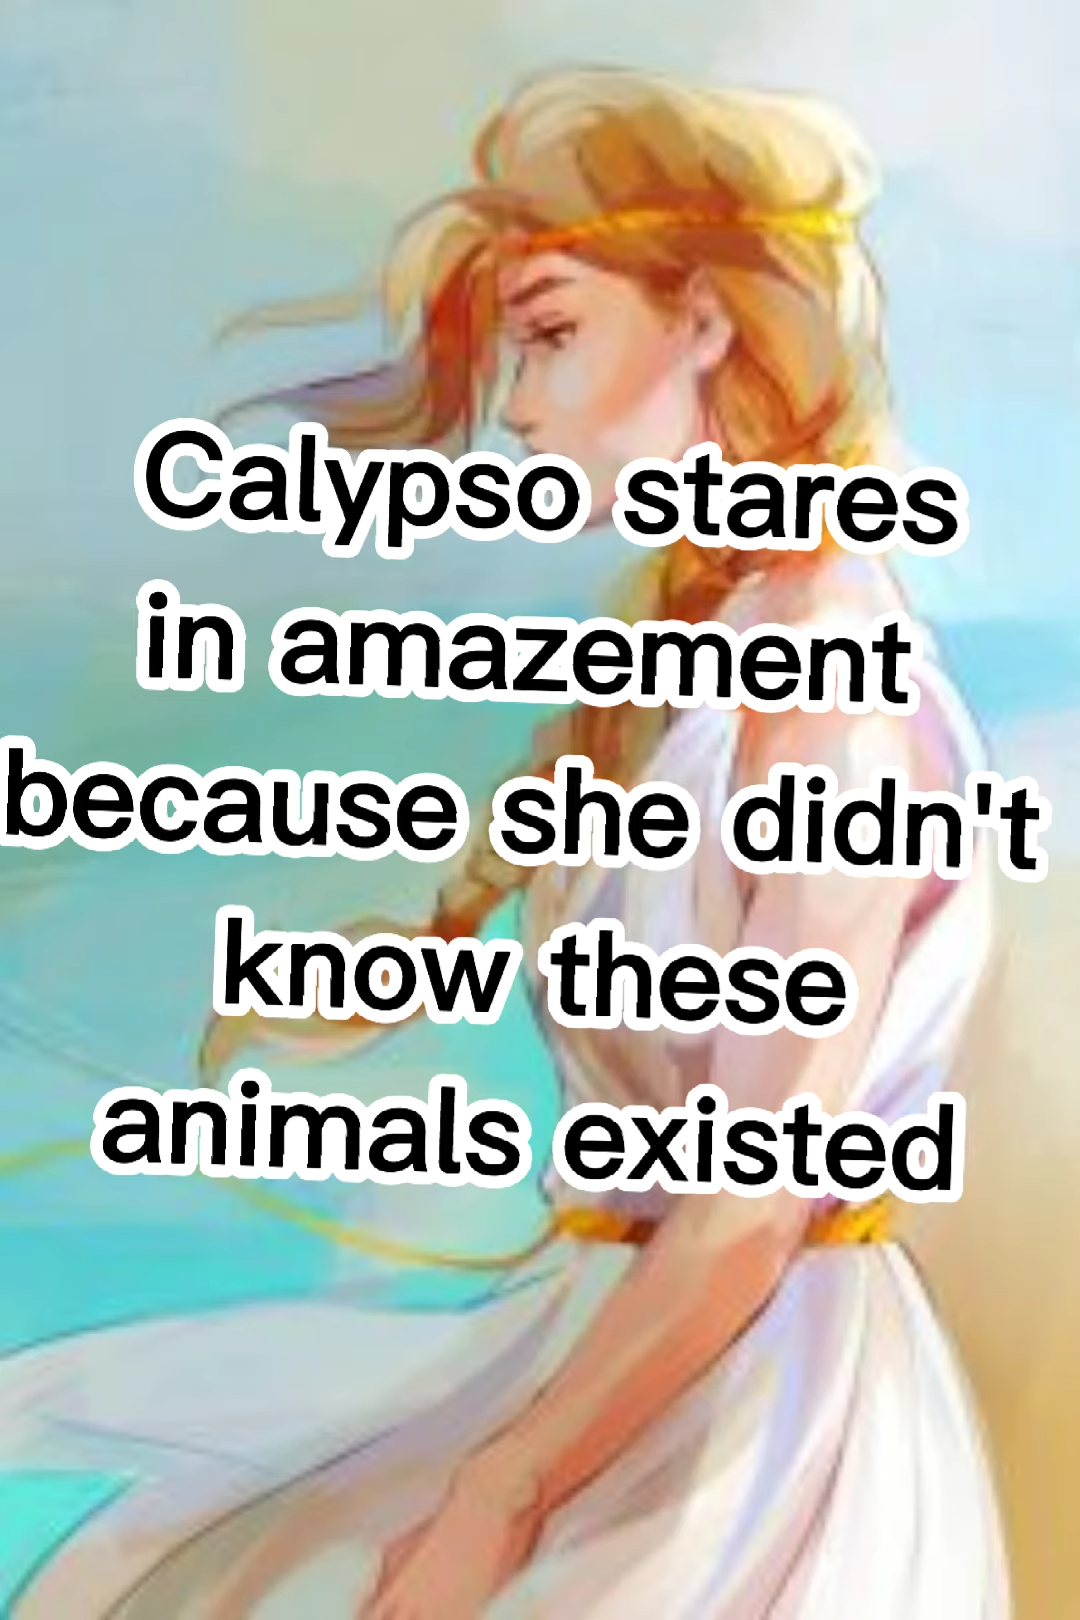 Calypso stares
in amazement
because she didn't
know these
animals existed